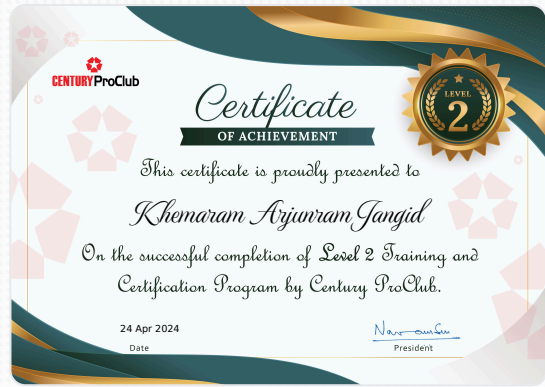 CENTURY ProClub
Certificate
OF ACHIEVEMENT
LEVEL
2
This certificate is proudly presented to
Khemaram Arjunram Jangid
On the successful completion of Level 2 Training and
Certification Program by Century ProClub.
24 Apr 2024
Date
President